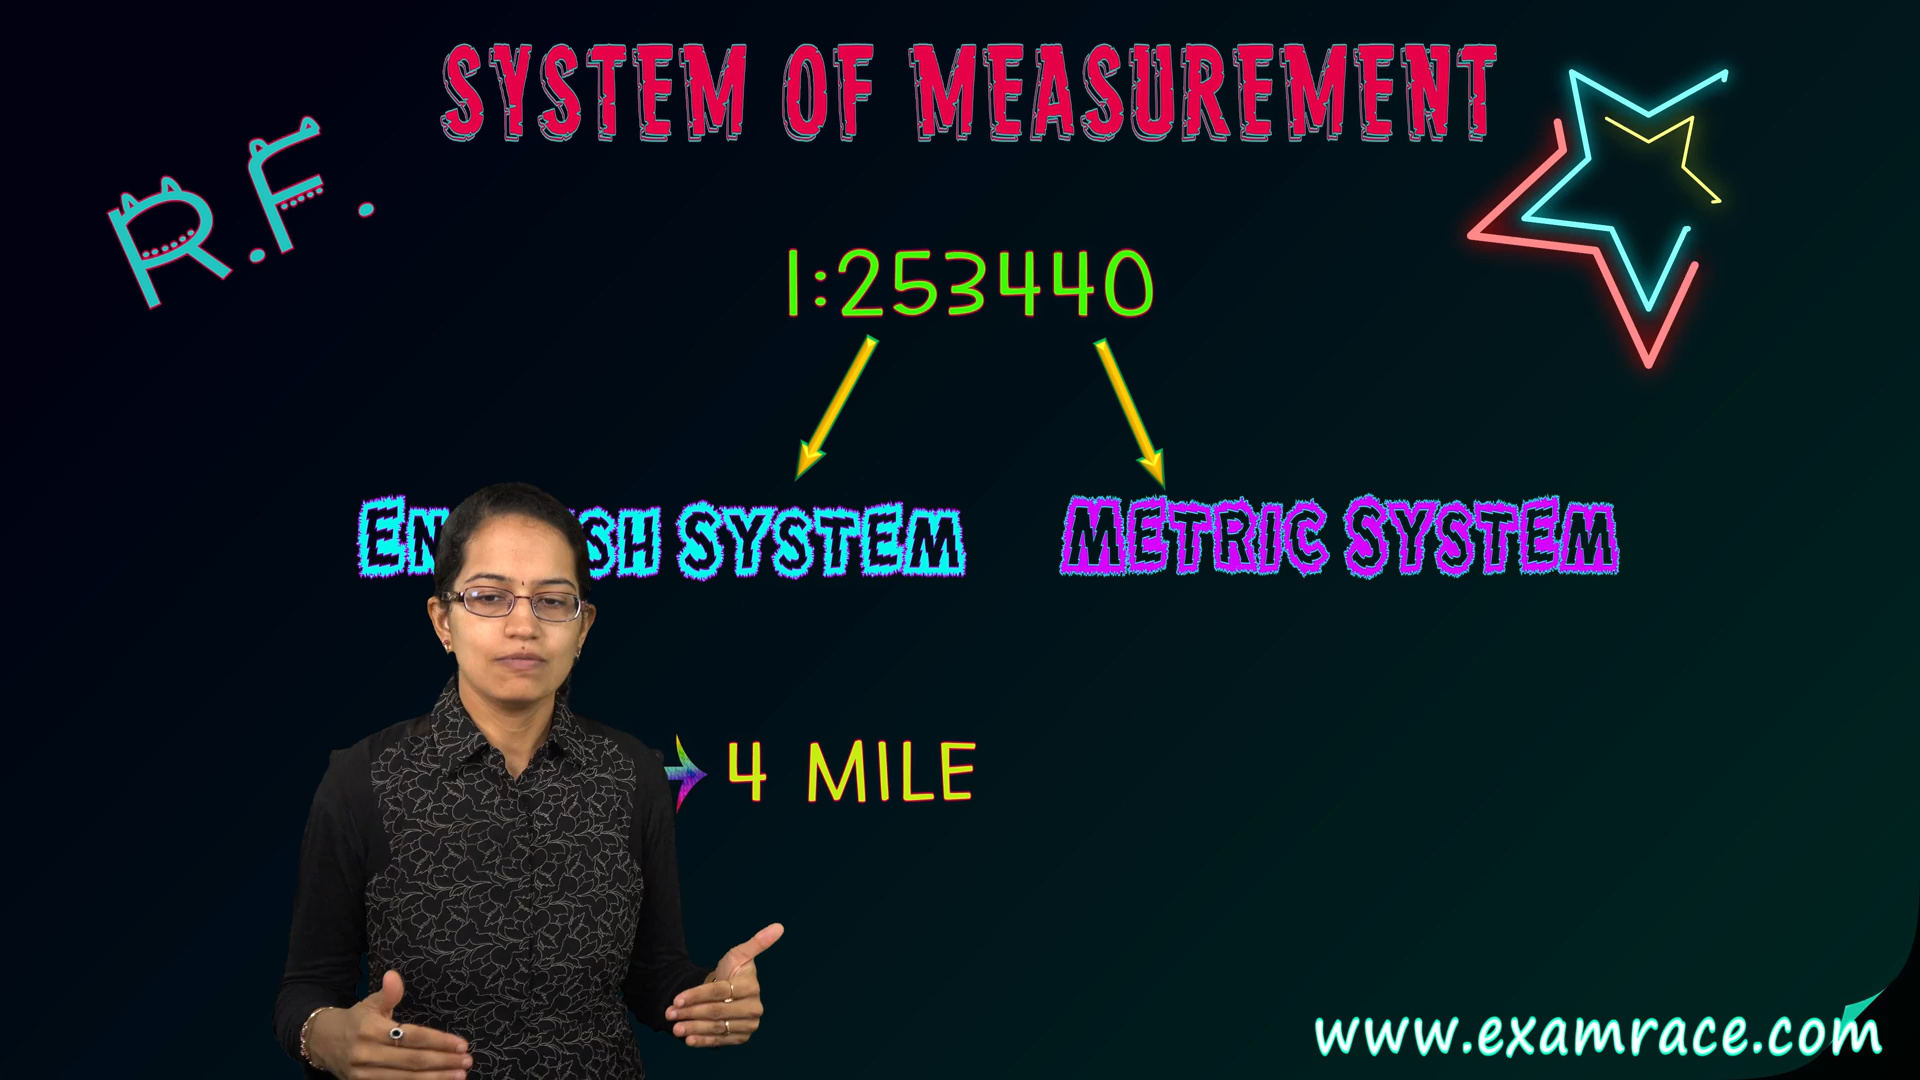 SYSTEM OF MEASUREMENT
R.F.
1:253440
SYSTEM METRIC SYSTEM
4 MILE
www.examrace.com